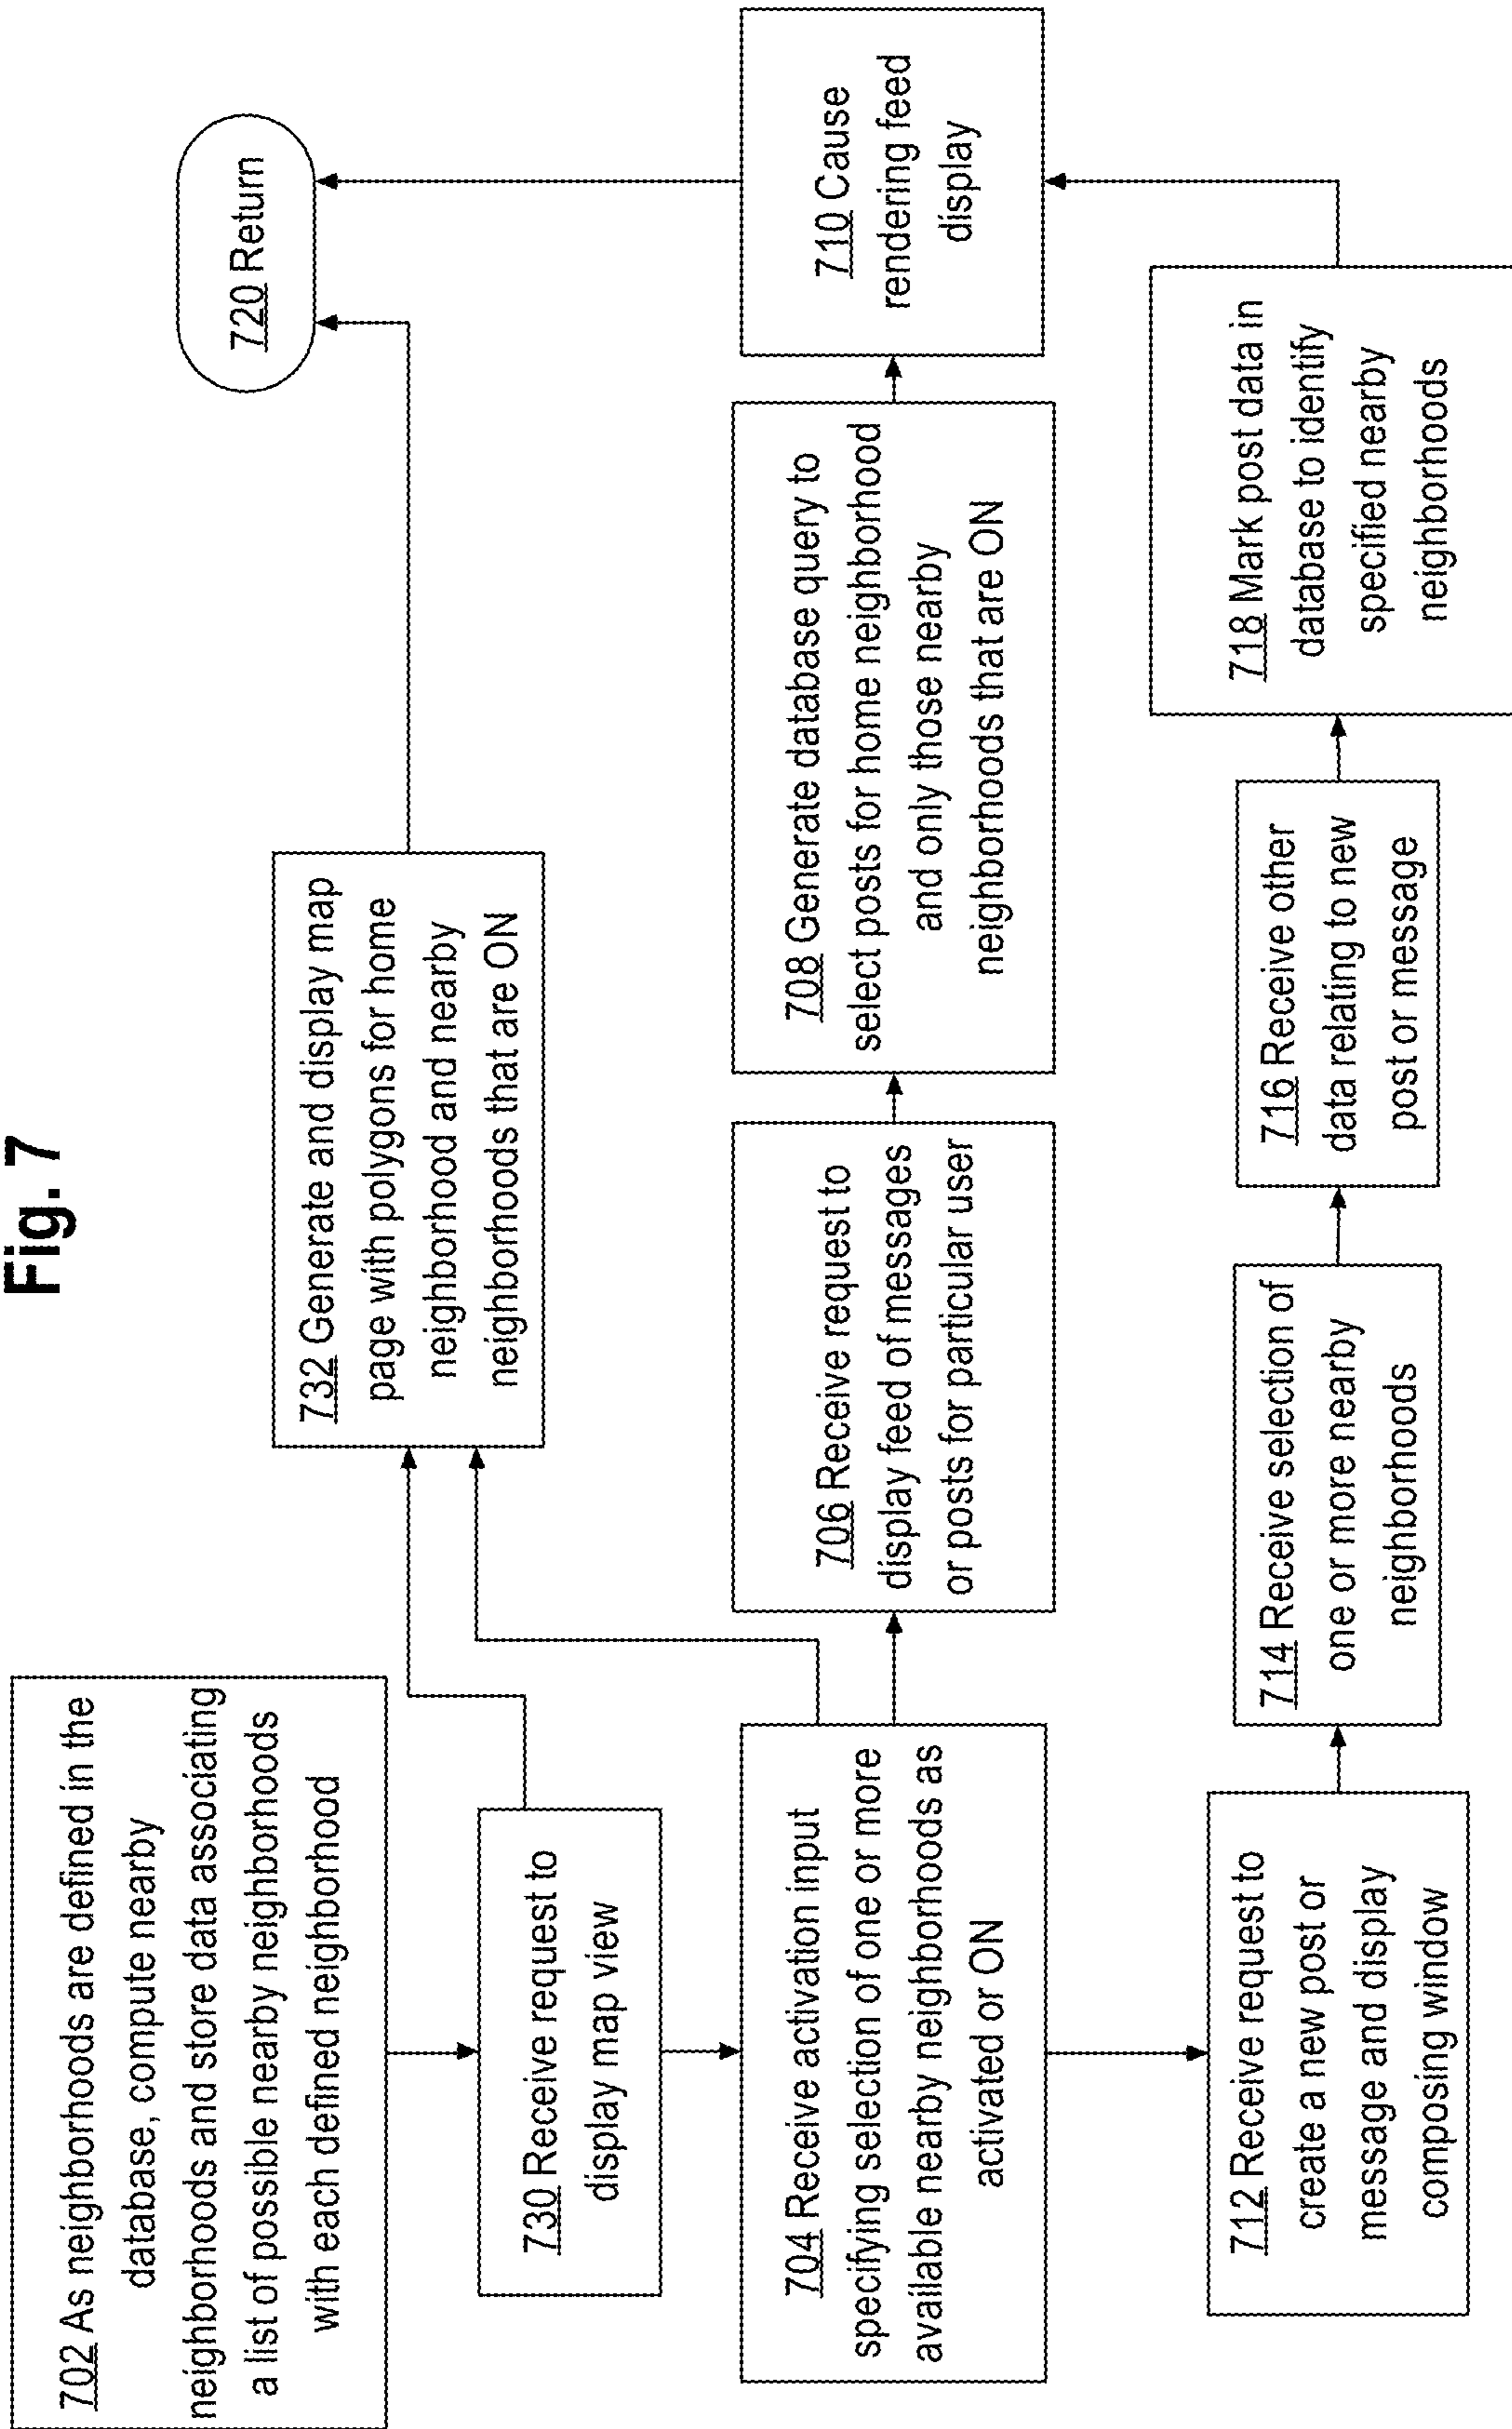 Fig. 7
702 As neighborhoods are defined in the
database, compute nearby
neighborhoods and store data associating
a list of possible nearby neighborhoods
with each defined neighborhood
730 Receive request to
display map view
732 Generate and display map
page with polygons for home
neighborhood and nearby
neighborhoods that are ON
720 Return
704 Receive activation input
specifying selection of one or more
available nearby neighborhoods as
activated or ON
706 Receive request to
display feed of messages
or posts for particular user
708 Generate database query to
select posts for home neighborhood
and only those nearby
neighborhoods that are ON
710 Cause
rendering feed
display
712 Receive request to
create a new post or
message and display
composing window
714 Receive selection of
one or more nearby
neighborhoods
716 Receive other
data relating to new
post or message
718 Mark post data in
database to identify
specified nearby
neighborhoods